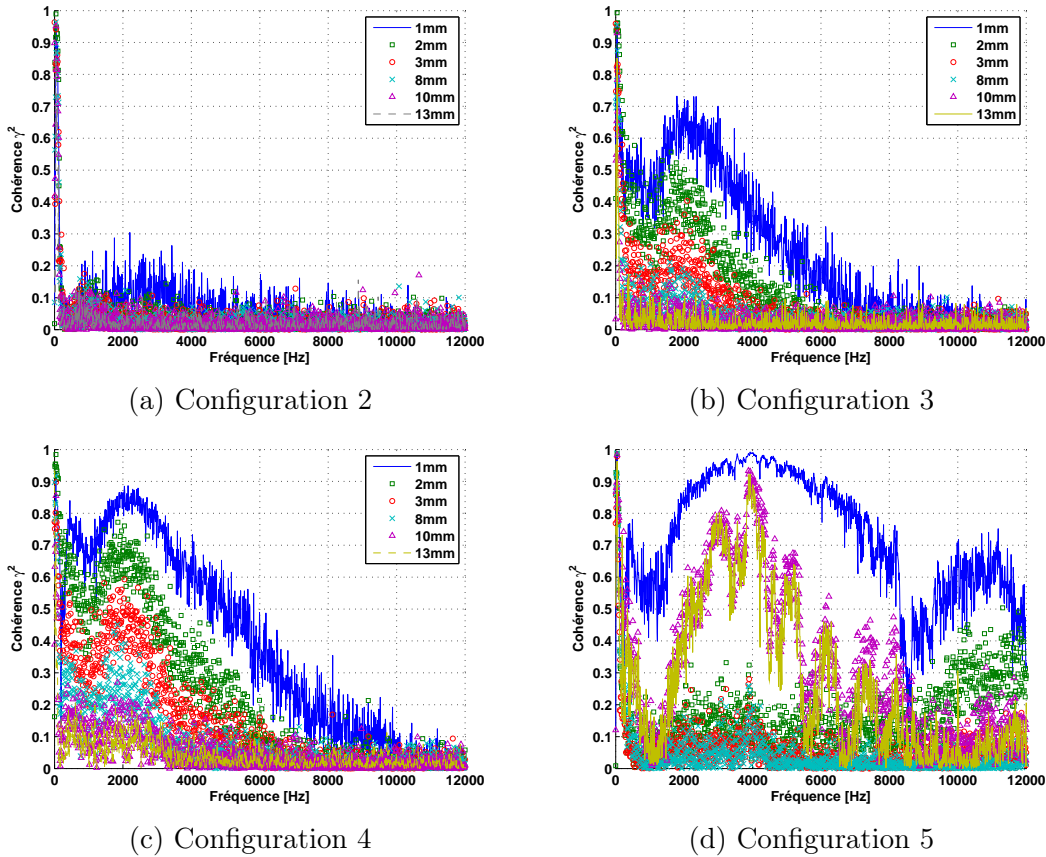 1
0.9
0.8
0.7
0.6
0.5
0.4
0.3
0.2
0.1
0
Cohérence γ²
0 2000 4000 6000 8000 10000 12000
Fréquence [Hz]
1mm
2mm
3mm
8mm
10mm
13mm
(a) Configuration 2
1
0.9
0.8
0.7
0.6
0.5
0.4
0.3
0.2
0.1
0
Cohérence γ²
0 2000 4000 6000 8000 10000 12000
Fréquence [Hz]
1mm
2mm
3mm
8mm
10mm
13mm
(b) Configuration 3
1
0.9
0.8
0.7
0.6
0.5
0.4
0.3
0.2
0.1
0
Cohérence γ²
0 2000 4000 6000 8000 10000 12000
Fréquence [Hz]
1mm
2mm
3mm
8mm
10mm
13mm
(c) Configuration 4
1
0.9
0.8
0.7
0.6
0.5
0.4
0.3
0.2
0.1
0
Cohérence γ²
0 2000 4000 6000 8000 10000 12000
Fréquence [Hz]
(d) Configuration 5